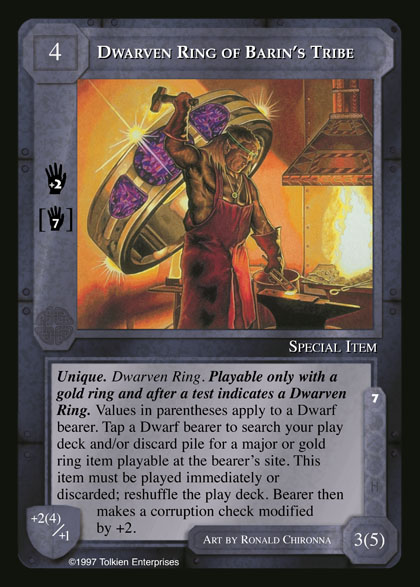 4
Dwarven Ring of Barin's Tribe
+2
[7]
Special Item
Unique. Dwarven Ring. Playable only with a
gold ring and after a test indicates a Dwarven
Ring. Values in parentheses apply to a Dwarf
bearer. Tap a Dwarf bearer to search your play
deck and/or discard pile for a major or gold
ring item playable at the bearer's site. This
item must be played immediately or
discarded; reshuffle the play deck. Bearer then
makes a corruption check modified
by +2.
7
H
+2(4)/+1
Art by Ronald Chironna
3(5)
©1997 Tolkien Enterprises